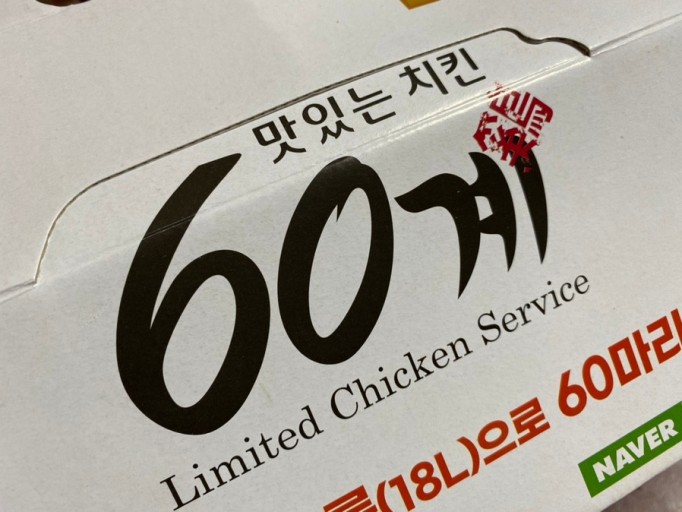 맛있는 치킨
60계
鷄
Limited Chicken Service
(18L)으로 60마리
NAVER